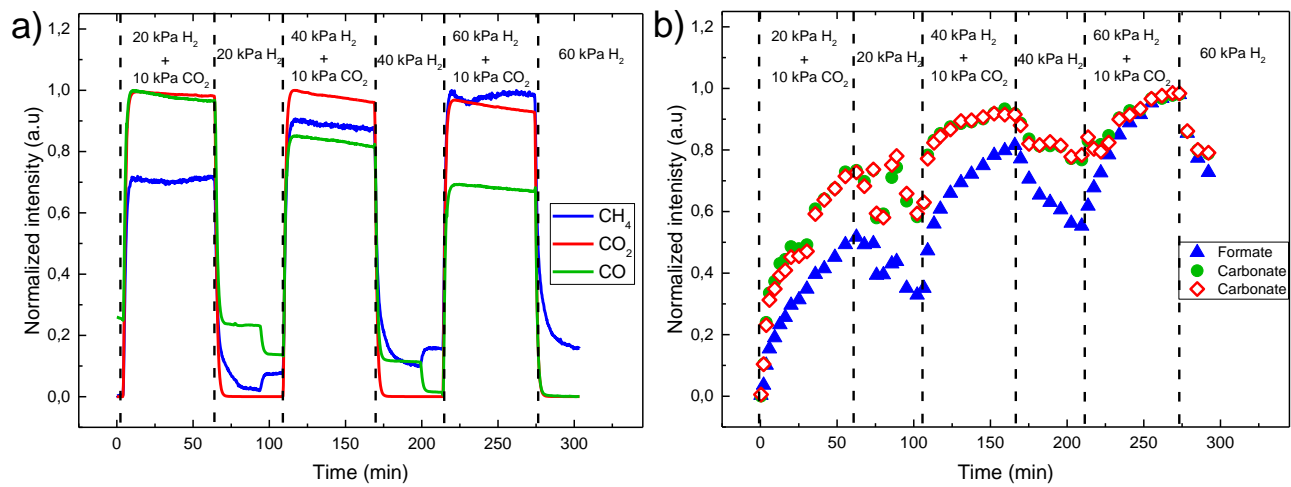 a)
20 kPa H₂
+
10 kPa CO₂
20 kPa H₂
40 kPa H₂
+
10 kPa CO₂
40 kPa H₂
60 kPa H₂
+
10 kPa CO₂
60 kPa H₂
1,2
1,0
0,8
0,6
0,4
0,2
0,0
Normalized intensity (a.u)
CH₄
CO₂
CO
0 50 100 150 200 250 300
Time (min)
b)
20 kPa H₂
+
10 kPa CO₂
20 kPa H₂
40 kPa H₂
+
10 kPa CO₂
40 kPa H₂
60 kPa H₂
+
10 kPa CO₂
60 kPa H₂
1,2
1,0
0,8
0,6
0,4
0,2
0,0
Normalized intenisty (a.u)
Formate
Carbonate
Carbonate
0 50 100 150 200 250 300
Time (min)